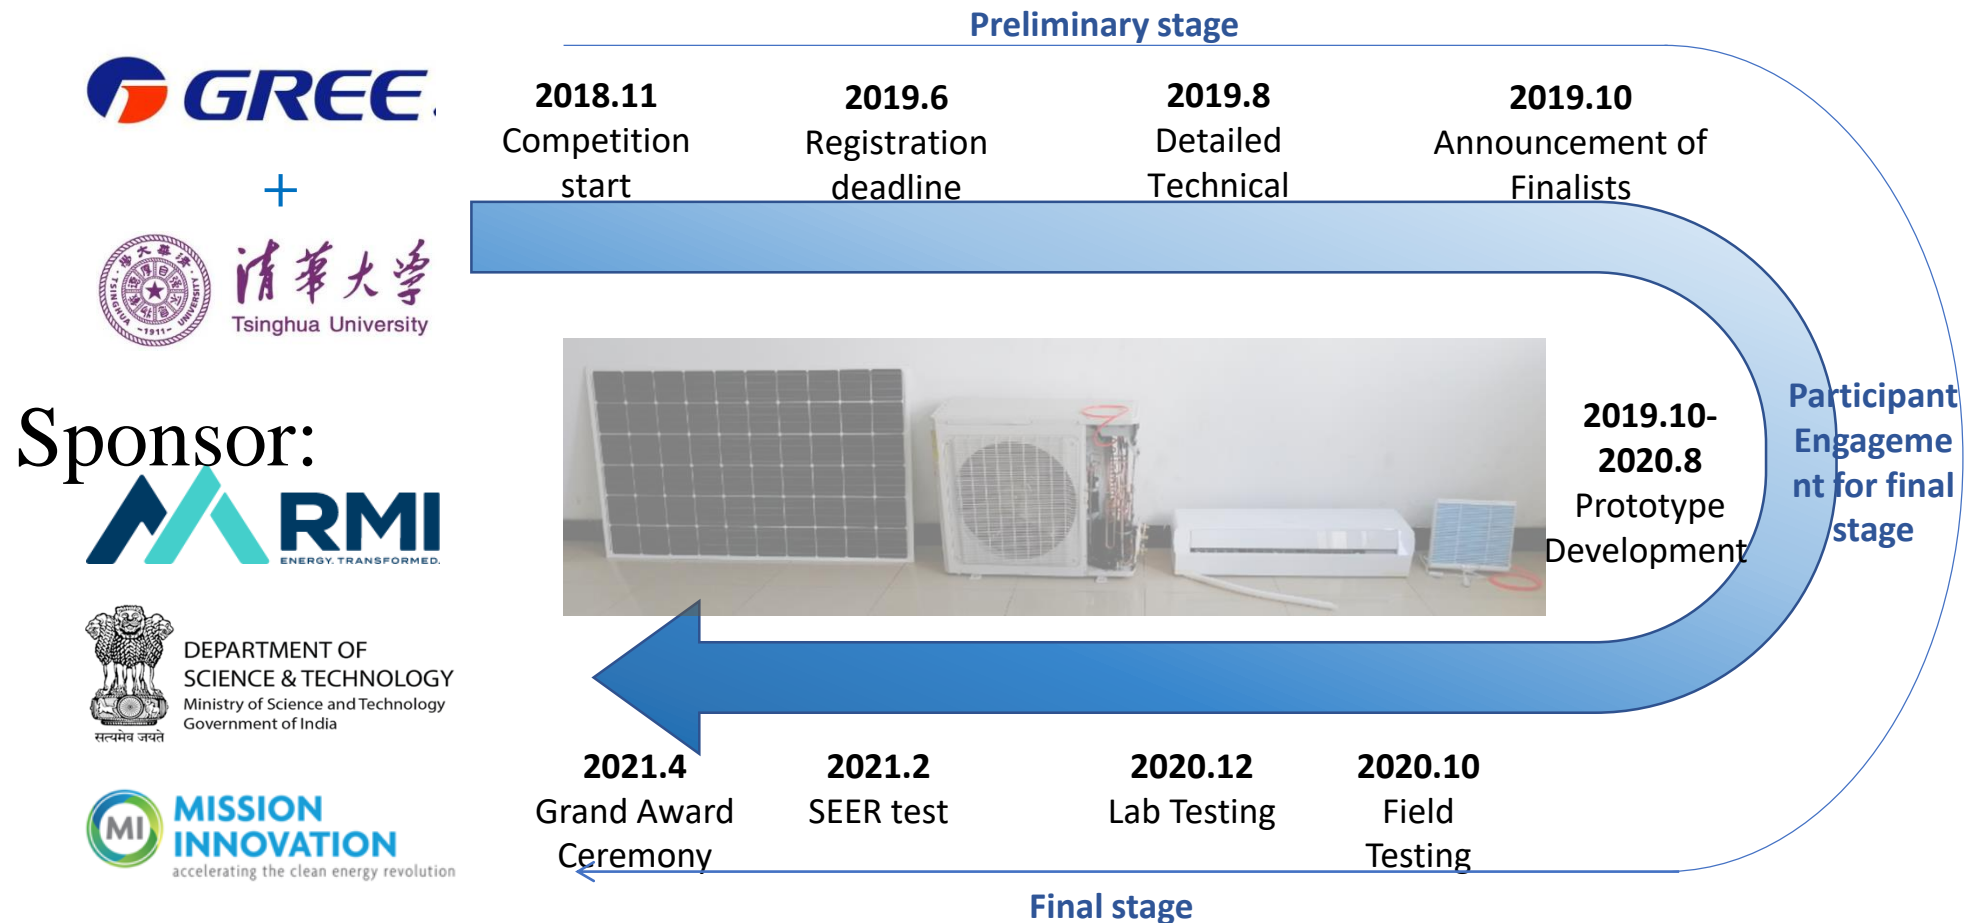 Preliminary stage
GREE
+
清華大学
TSINGHUA UNIVERSITY
-1911-
Tsinghua University
Sponsor:
RMI
ENERGY. TRANSFORMED.
सत्यमेव जयते
DEPARTMENT OF
SCIENCE & TECHNOLOGY
Ministry of Science and Technology
Government of India
MI
MISSION
INNOVATION
accelerating the clean energy revolution
2018.11
Competition
start
2019.6
Registration
deadline
2019.8
Detailed
Technical
2019.10
Announcement of
Finalists
2019.10-
2020.8
Prototype
Development
Participant
Engageme
nt for final
stage
2021.4
Grand Award
Ceremony
2021.2
SEER test
2020.12
Lab Testing
2020.10
Field
Testing
Final stage